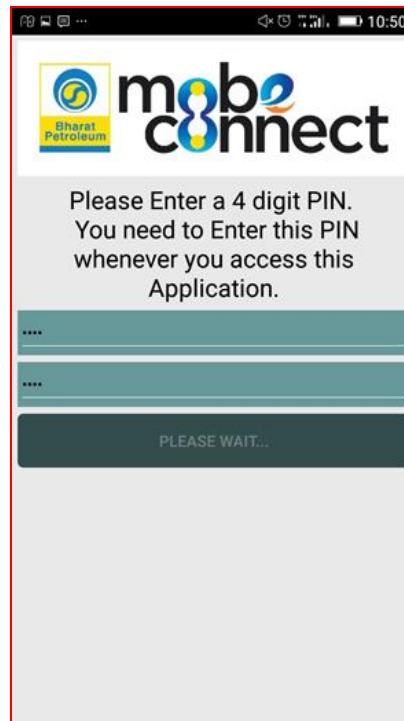 10:50
Bharat
Petroleum
mobe
connect
Please Enter a 4 digit PIN.
You need to Enter this PIN
whenever you access this
Application.
....
....
PLEASE WAIT...